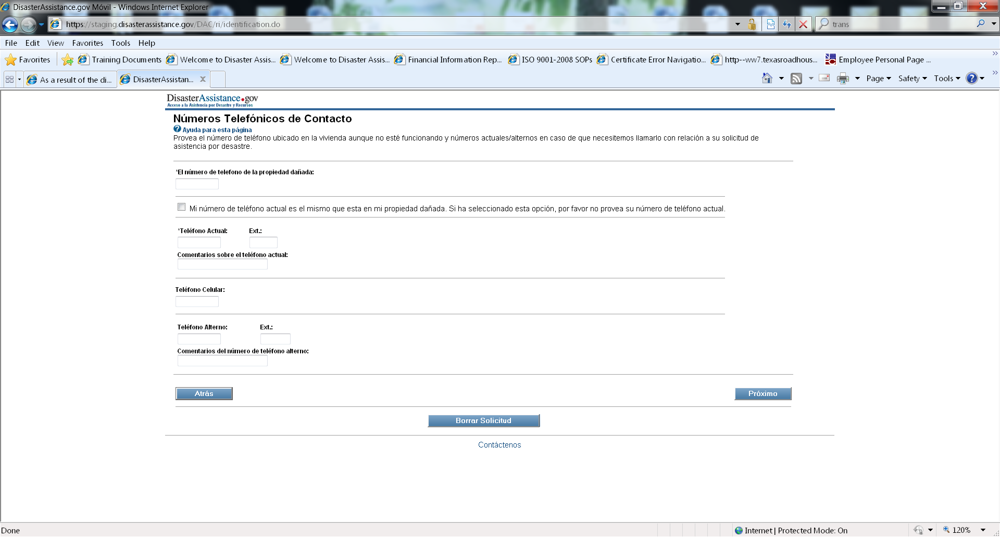 DisasterAssistance.gov Móvil - Windows Internet Explorer
https://staging.disasterassistance.gov/DAC/ri/identification.do
trans
File Edit View Favorites Tools Help
Favorites Training Documents Welcome to Disaster Assis... Welcome to Disaster Assis... Financial Information Rep... ISO 9001-2008 SOPs Certificate Error Navigatio... http--ww7.texasroadhous... Employee Personal Page ...
As a result of the di... DisasterAssistan... Page Safety Tools
DisasterAssistance.gov
Acceso a la Asistencia por Desastre y Recursos
Números Telefónicos de Contacto
Ayuda para esta página
Provea el número de teléfono ubicado en la vivienda aunque no esté funcionando y números actuales/alternos en caso de que necesitemos llamarlo con relación a su solicitud de
asistencia por desastre.
*El número de telefono de la propiedad dañada:
Mi número de teléfono actual es el mismo que esta en mi propiedad dañada. Si ha seleccionado esta opción, por favor no provea su número de teléfono actual.
*Teléfono Actual: Ext.:
Comentarios sobre el teléfono actual:
Teléfono Celular:
Teléfono Alterno: Ext.:
Comentarios del número de teléfono alterno:
Atrás Próximo
Borrar Solicitud
Contáctenos
Done Internet | Protected Mode: On 120%